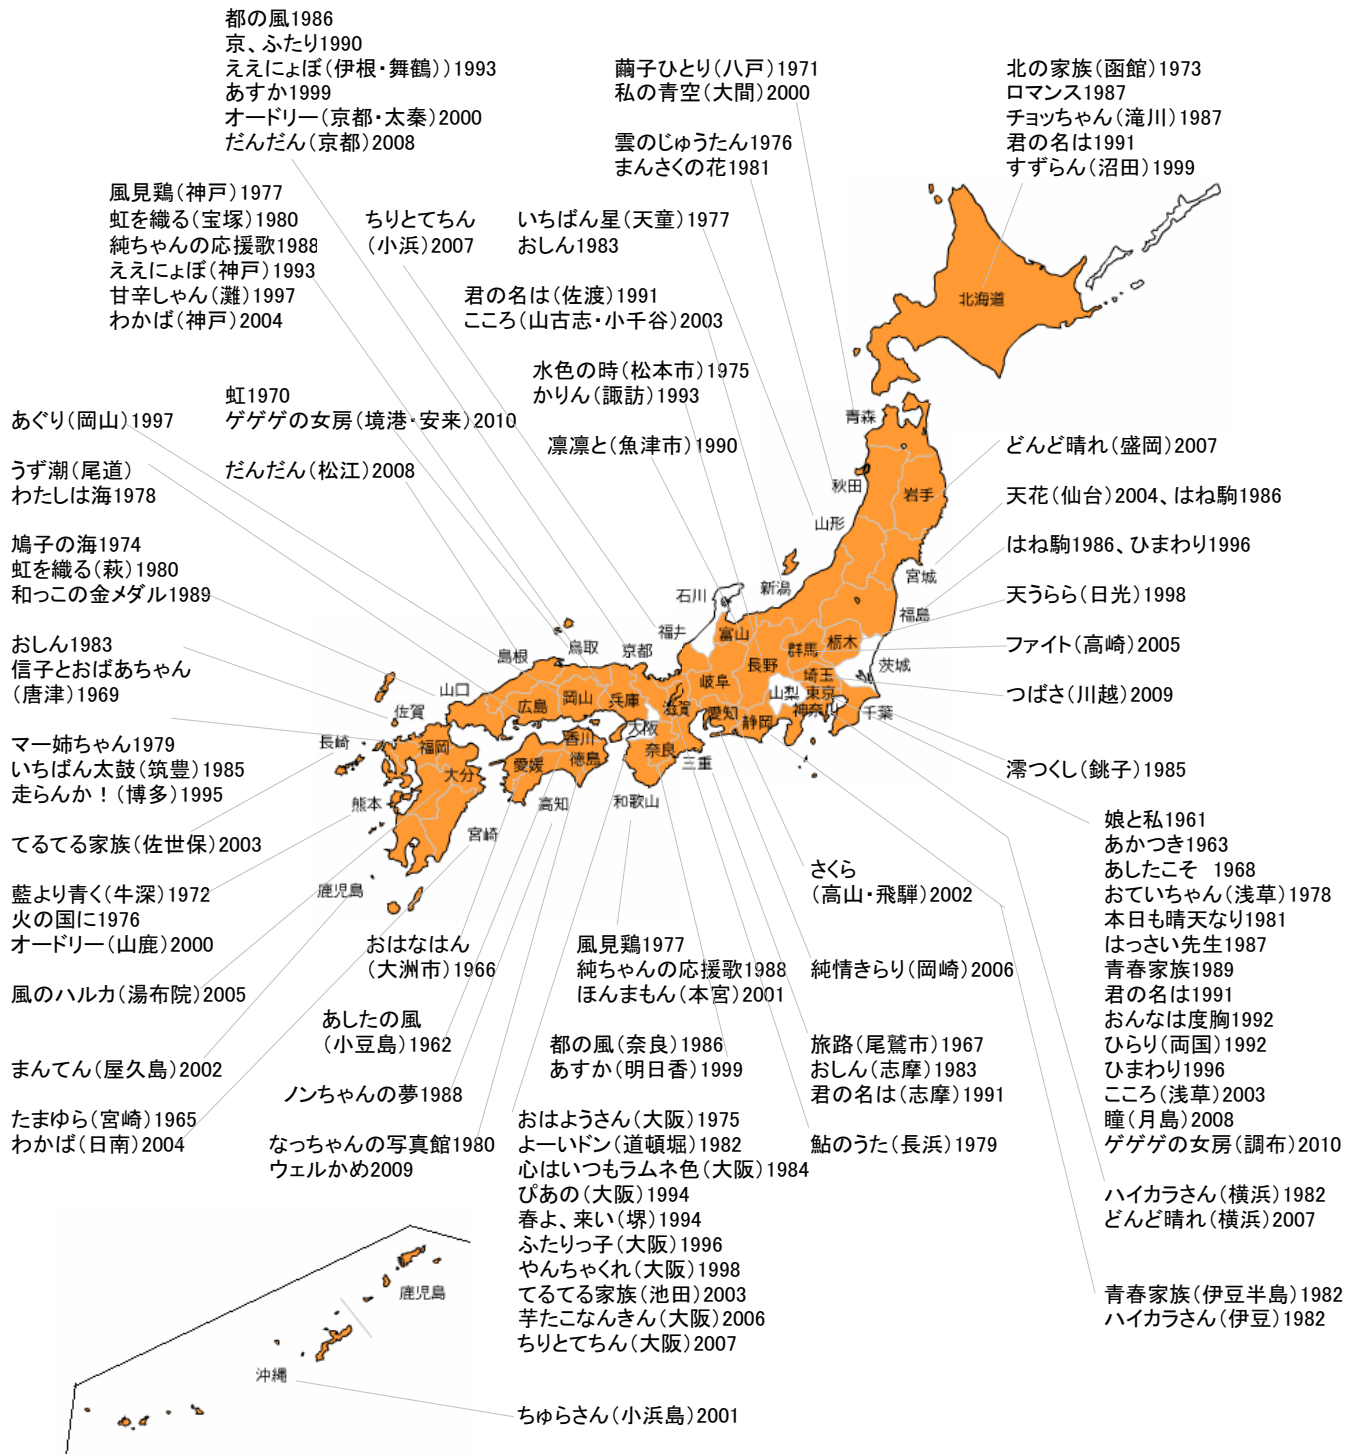 都の風1986
京、ふたり1990
ええにょぼ(伊根・舞鶴))1993
あすか1999
オードリー(京都・太秦)2000
だんだん(京都)2008
繭子ひとり(八戸)1971
私の青空(大間)2000
雲のじゅうたん1976
まんさくの花1981
北の家族(函館)1973
ロマンス1987
チョッちゃん(滝川)1987
君の名は1991
すずらん(沼田)1999
風見鶏(神戸)1977
虹を織る(宝塚)1980
純ちゃんの応援歌1988
ええにょぼ(神戸)1993
甘辛しゃん(灘)1997
わかば(神戸)2004
ちりとてちん
(小浜)2007
いちばん星(天童)1977
おしん1983
君の名は(佐渡)1991
こころ(山古志・小千谷)2003
水色の時(松本市)1975
かりん(諏訪)1993
凛凛と(魚津市)1990
虹1970
ゲゲゲの女房(境港・安来)2010
だんだん(松江)2008
あぐり(岡山)1997
うず潮(尾道)
わたしは海1978
鳩子の海1974
虹を織る(萩)1980
和っこの金メダル1989
おしん1983
信子とおばあちゃん
(唐津)1969
マー姉ちゃん1979
いちばん太鼓(筑豊)1985
走らんか!(博多)1995
てるてる家族(佐世保)2003
藍より青く(牛深)1972
火の国に1976
オードリー(山鹿)2000
風のハルカ(湯布院)2005
まんてん(屋久島)2002
たまゆら(宮崎)1965
わかば(日南)2004
北海道
青森
秋田
岩手
山形
宮城
新潟
福島
石川
富山
福井
群馬
栃木
茨城
長野
埼玉
山梨
東京
神奈川
千葉
岐阜
愛知
静岡
滋賀
京都
鳥取
島根
岡山
兵庫
広島
山口
大阪
奈良
三重
和歌山
香川
徳島
愛媛
高知
佐賀
長崎
福岡
大分
熊本
宮崎
鹿児島
どんど晴れ(盛岡)2007
天花(仙台)2004、はね駒1986
はね駒1986、ひまわり1996
天うらら(日光)1998
ファイト(高崎)2005
つばさ(川越)2009
澪つくし(銚子)1985
娘と私1961
あかつき1963
あしたこそ 1968
おていちゃん(浅草)1978
本日も晴天なり1981
はっさい先生1987
青春家族1989
君の名は1991
おんなは度胸1992
ひらり(両国)1992
ひまわり1996
こころ(浅草)2003
瞳(月島)2008
ゲゲゲの女房(調布)2010
ハイカラさん(横浜)1982
どんど晴れ(横浜)2007
青春家族(伊豆半島)1982
ハイカラさん(伊豆)1982
さくら
(高山・飛騨)2002
純情きらり(岡崎)2006
旅路(尾鷲市)1967
おしん(志摩)1983
君の名は(志摩)1991
鮎のうた(長浜)1979
おはなはん
(大洲市)1966
風見鶏1977
純ちゃんの応援歌1988
ほんまもん(本宮)2001
あしたの風
(小豆島)1962
都の風(奈良)1986
あすか(明日香)1999
ノンちゃんの夢1988
なっちゃんの写真館1980
ウェルかめ2009
おはようさん(大阪)1975
よーいドン(道頓堀)1982
心はいつもラムネ色(大阪)1984
ぴあの(大阪)1994
春よ、来い(堺)1994
ふたりっ子(大阪)1996
やんちゃくれ(大阪)1998
てるてる家族(池田)2003
芋たこなんきん(大阪)2006
ちりとてちん(大阪)2007
鹿児島
沖縄
ちゅらさん(小浜島)2001